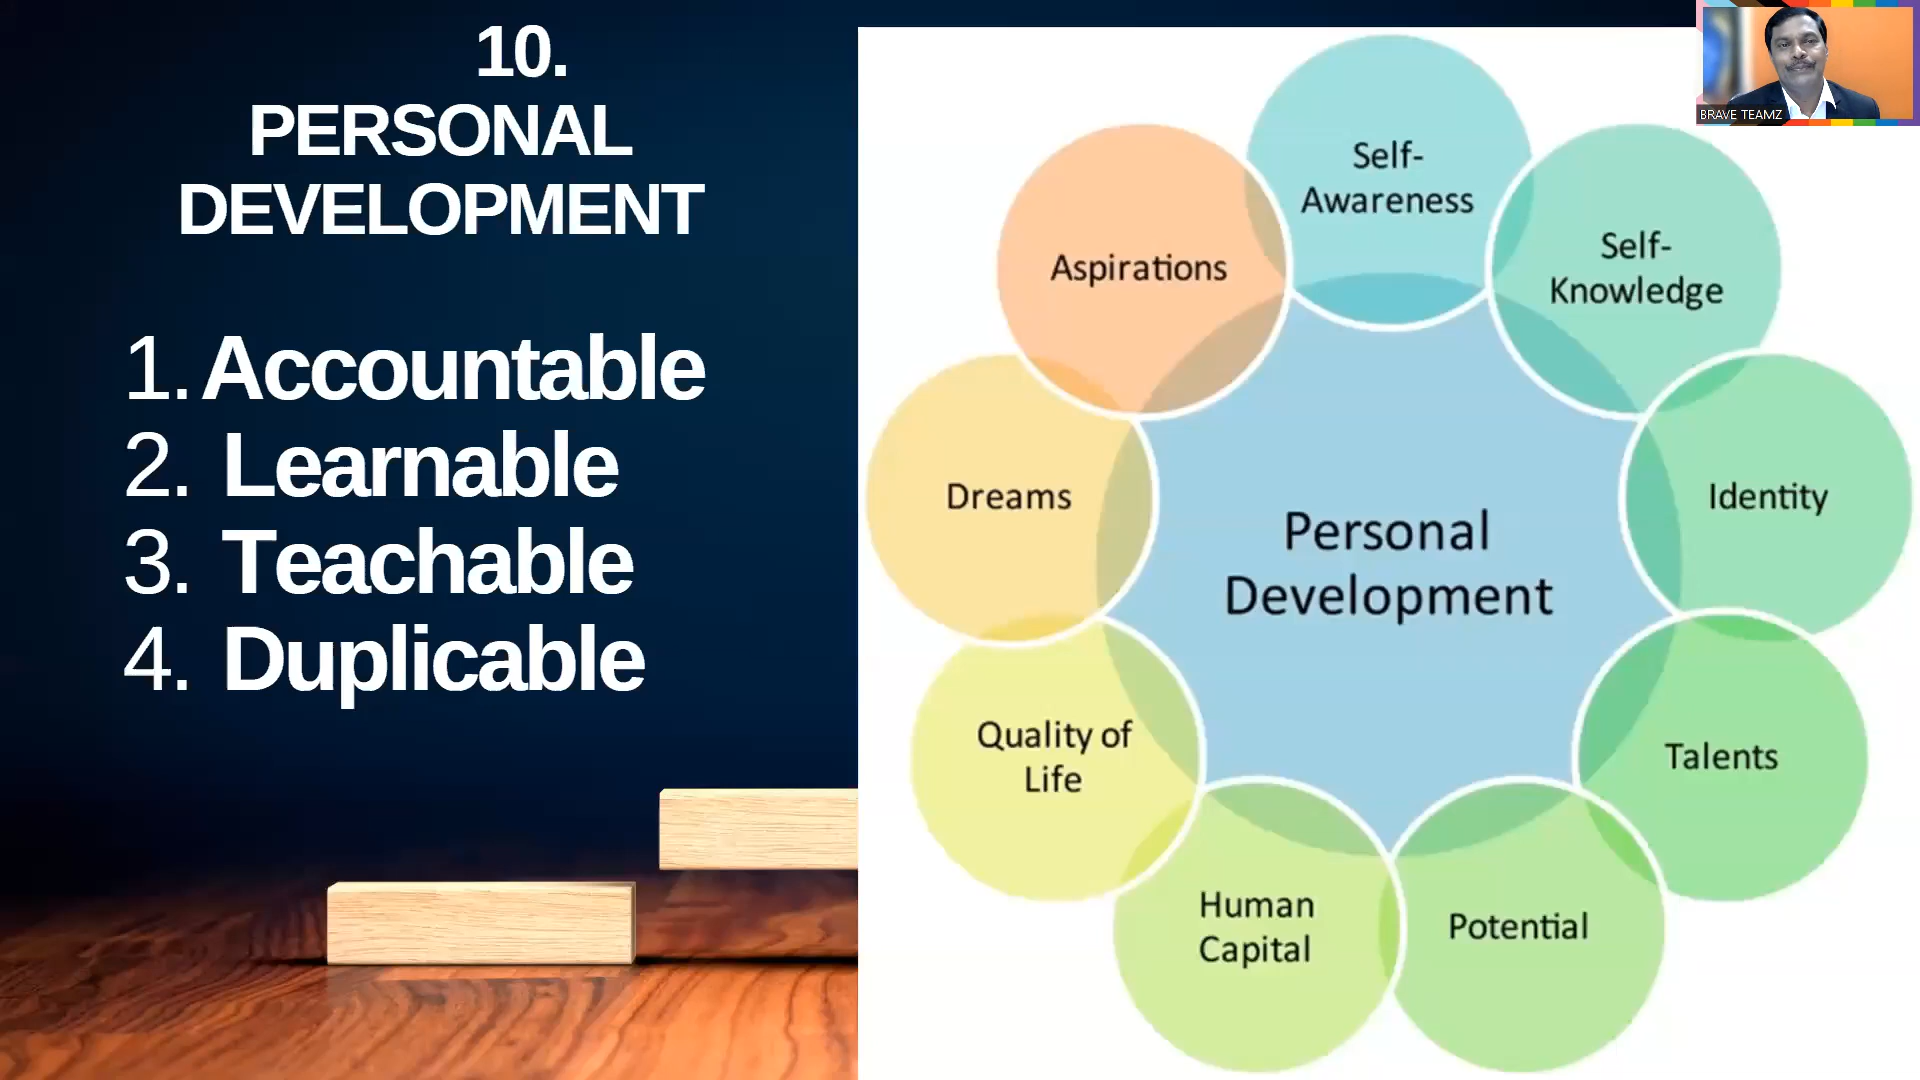 10.
PERSONAL
DEVELOPMENT
1. Accountable
2. Learnable
3. Teachable
4. Duplicable
Self-
Awareness
Self-
Knowledge
Identity
Talents
Potential
Human
Capital
Quality of
Life
Dreams
Aspirations
Personal
Development
BRAVE TEAMZ